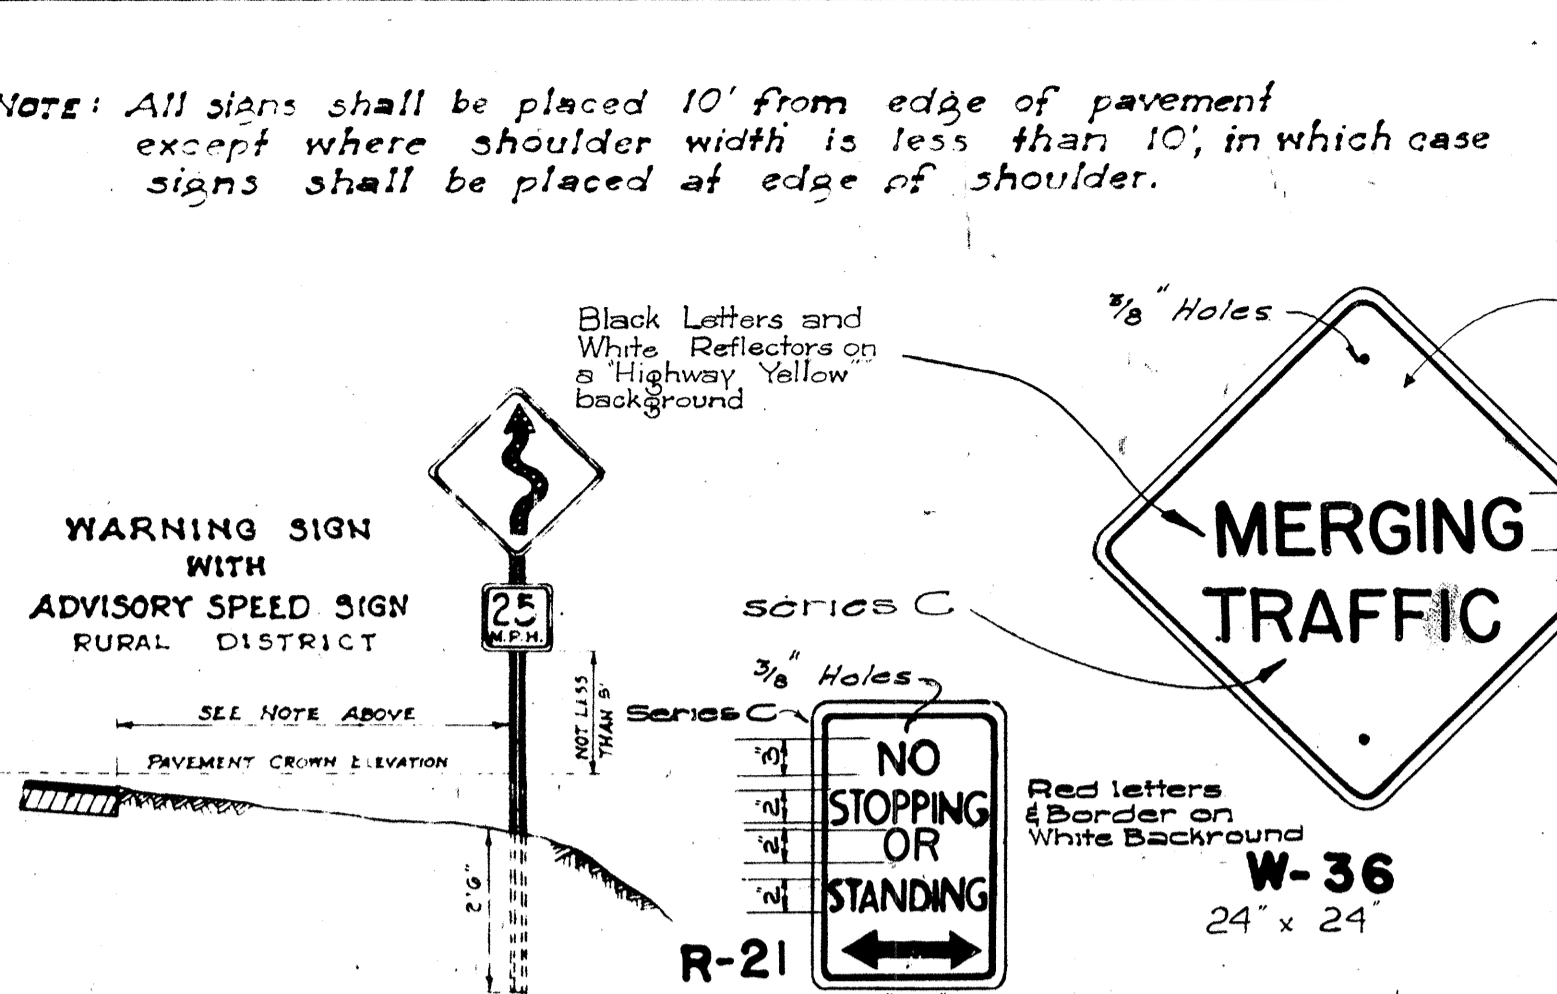 NOTE: All signs shall be placed 10' from edge of pavement
except where shoulder width is less than 10', in which case
signs shall be placed at edge of shoulder.
Black Letters and
White Reflectors on
a "Highway Yellow"
background
3/8" Holes
WARNING SIGN
WITH
ADVISORY SPEED SIGN
RURAL DISTRICT
25
M.P.H.
MERGING
TRAFFIC
series C
3/8" Holes
Series C
SEE NOTE ABOVE
PAVEMENT CROWN ELEVATION
NOT LESS
THAN 5'
3"
2"
2"
2"
NO
STOPPING
OR
STANDING
Red letters
& Border on
White Backround
W-36
24" x 24"
2'6"
R-21